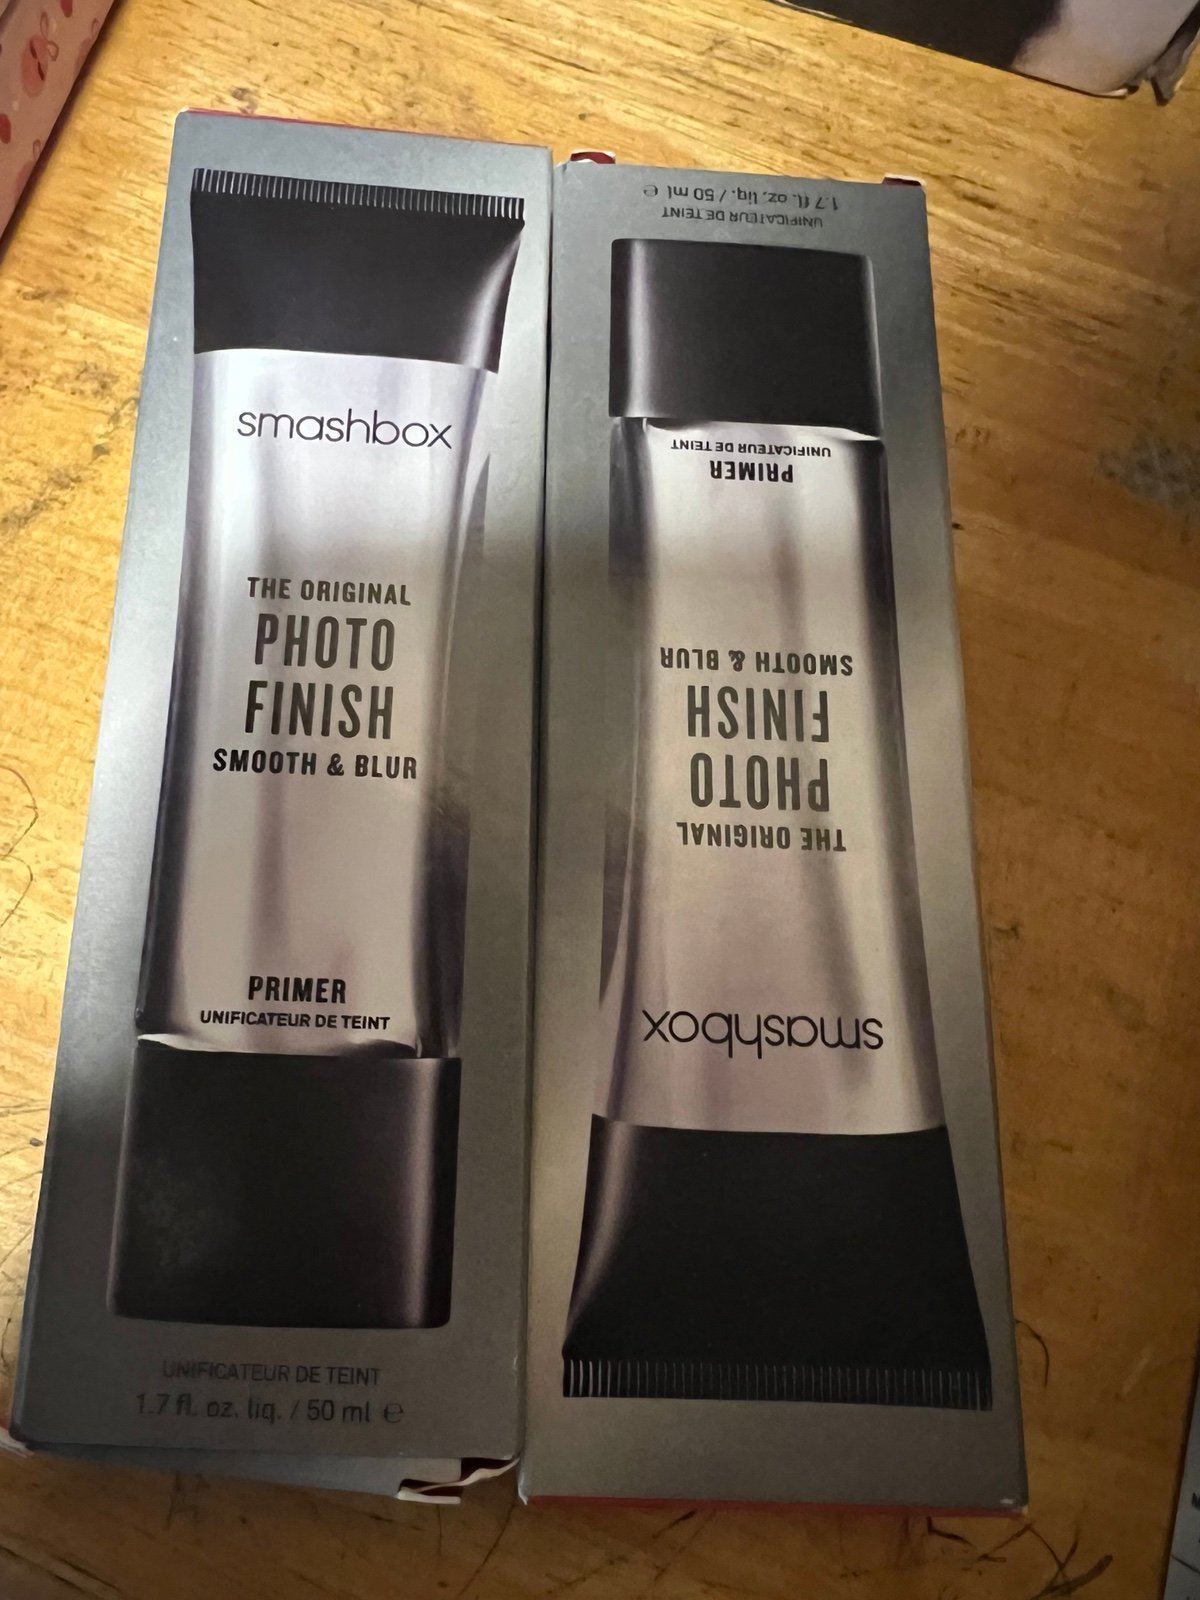 smashbox
THE ORIGINAL
PHOTO
FINISH
SMOOTH & BLUR
PRIMER
UNIFICATEUR DE TEINT
UNIFICATEUR DE TEINT
1.7 fl. oz. liq. / 50 ml ℮
smashbox
THE ORIGINAL
PHOTO
FINISH
SMOOTH & BLUR
PRIMER
UNIFICATEUR DE TEINT
UNIFICATEUR DE TEINT
1.7 fl. oz. liq. / 50 ml ℮